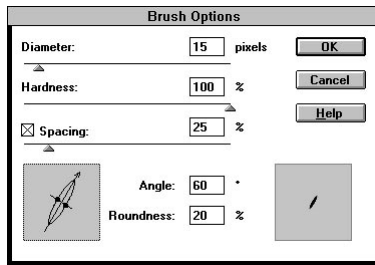 Brush Options
Diameter: 15 pixels OK
Hardness: 100 % Cancel
Spacing: 25 % Help
Angle: 60 °
Roundness: 20 %